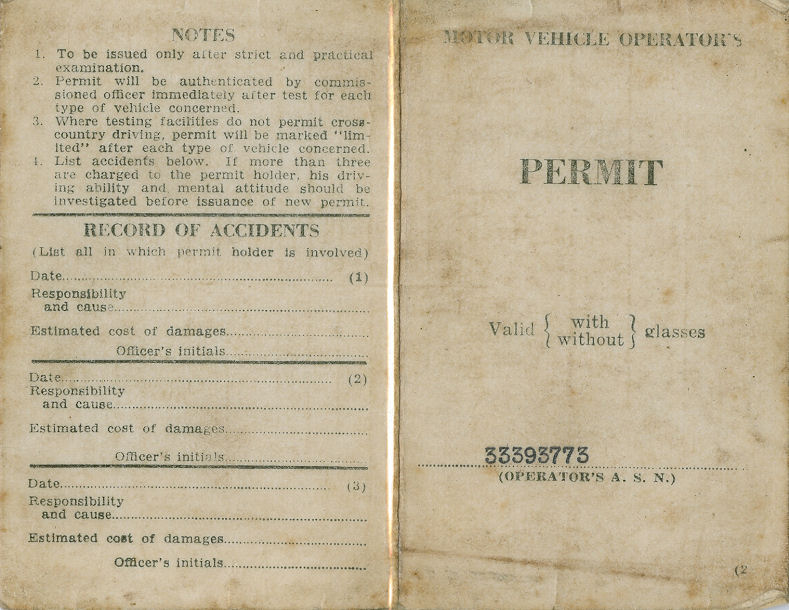 NOTES
1. To be issued only after strict and practical
examination.
2. Permit will be authenticated by commis-
sioned officer immediately after test for each
type of vehicle concerned.
3. Where testing facilities do not permit cross-
country driving, permit will be marked "lim-
ited" after each type of vehicle concerned.
4. List accidents below. If more than three
are charged to the permit holder, his driv-
ing ability and mental attitude should be
investigated before issuance of new permit.
RECORD OF ACCIDENTS
(List all in which permit holder is involved)
Date (1)
Responsibility
and cause
Estimated cost of damages
Officer's initials
Date (2)
Responsibility
and cause
Estimated cost of damages
Officer's initials
Date (3)
Responsibility
and cause
Estimated cost of damages
Officer's initials
MOTOR VEHICLE OPERATOR'S
PERMIT
Valid { with without } glasses
33393773
(OPERATOR'S A. S. N.)
(2